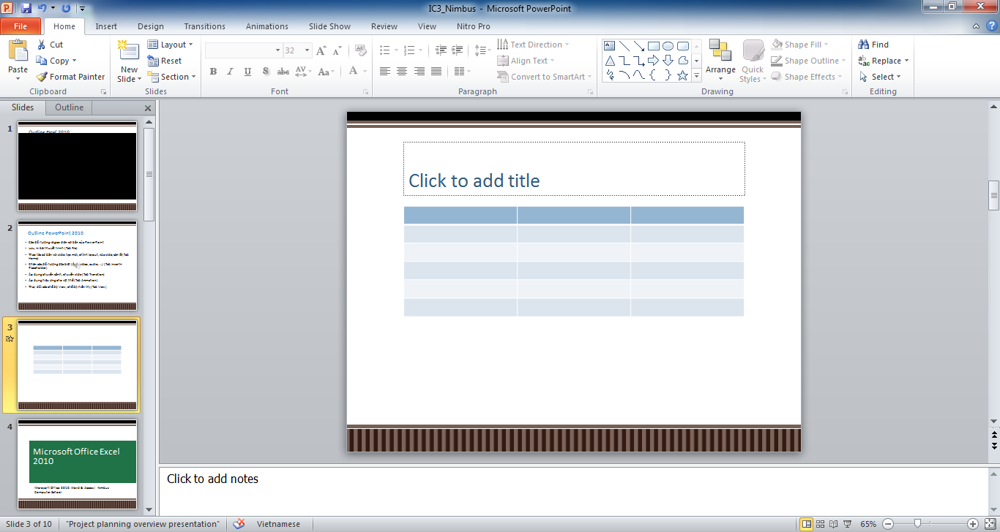 IC3_Nimbus - Microsoft PowerPoint
File Home Insert Design Transitions Animations Slide Show Review View Nitro Pro
Paste
Cut
Copy
Format Painter
Clipboard
New Slide
Layout
Reset
Section
Slides
32
B I U S abc AV Aa A
Font
Text Direction
Align Text
Convert to SmartArt
Paragraph
Arrange
Quick Styles
Shape Fill
Shape Outline
Shape Effects
Drawing
Find
Replace
Select
Editing
Slides Outline
1
Outline Excel 2010
2
Outline PowerPoint 2010
3
4
Microsoft Office Excel
2010
Microsoft Office 2010: Word & Access | Nimbus
Computer School
Click to add title
Click to add notes
Slide 3 of 10 "Project planning overview presentation" Vietnamese 65%